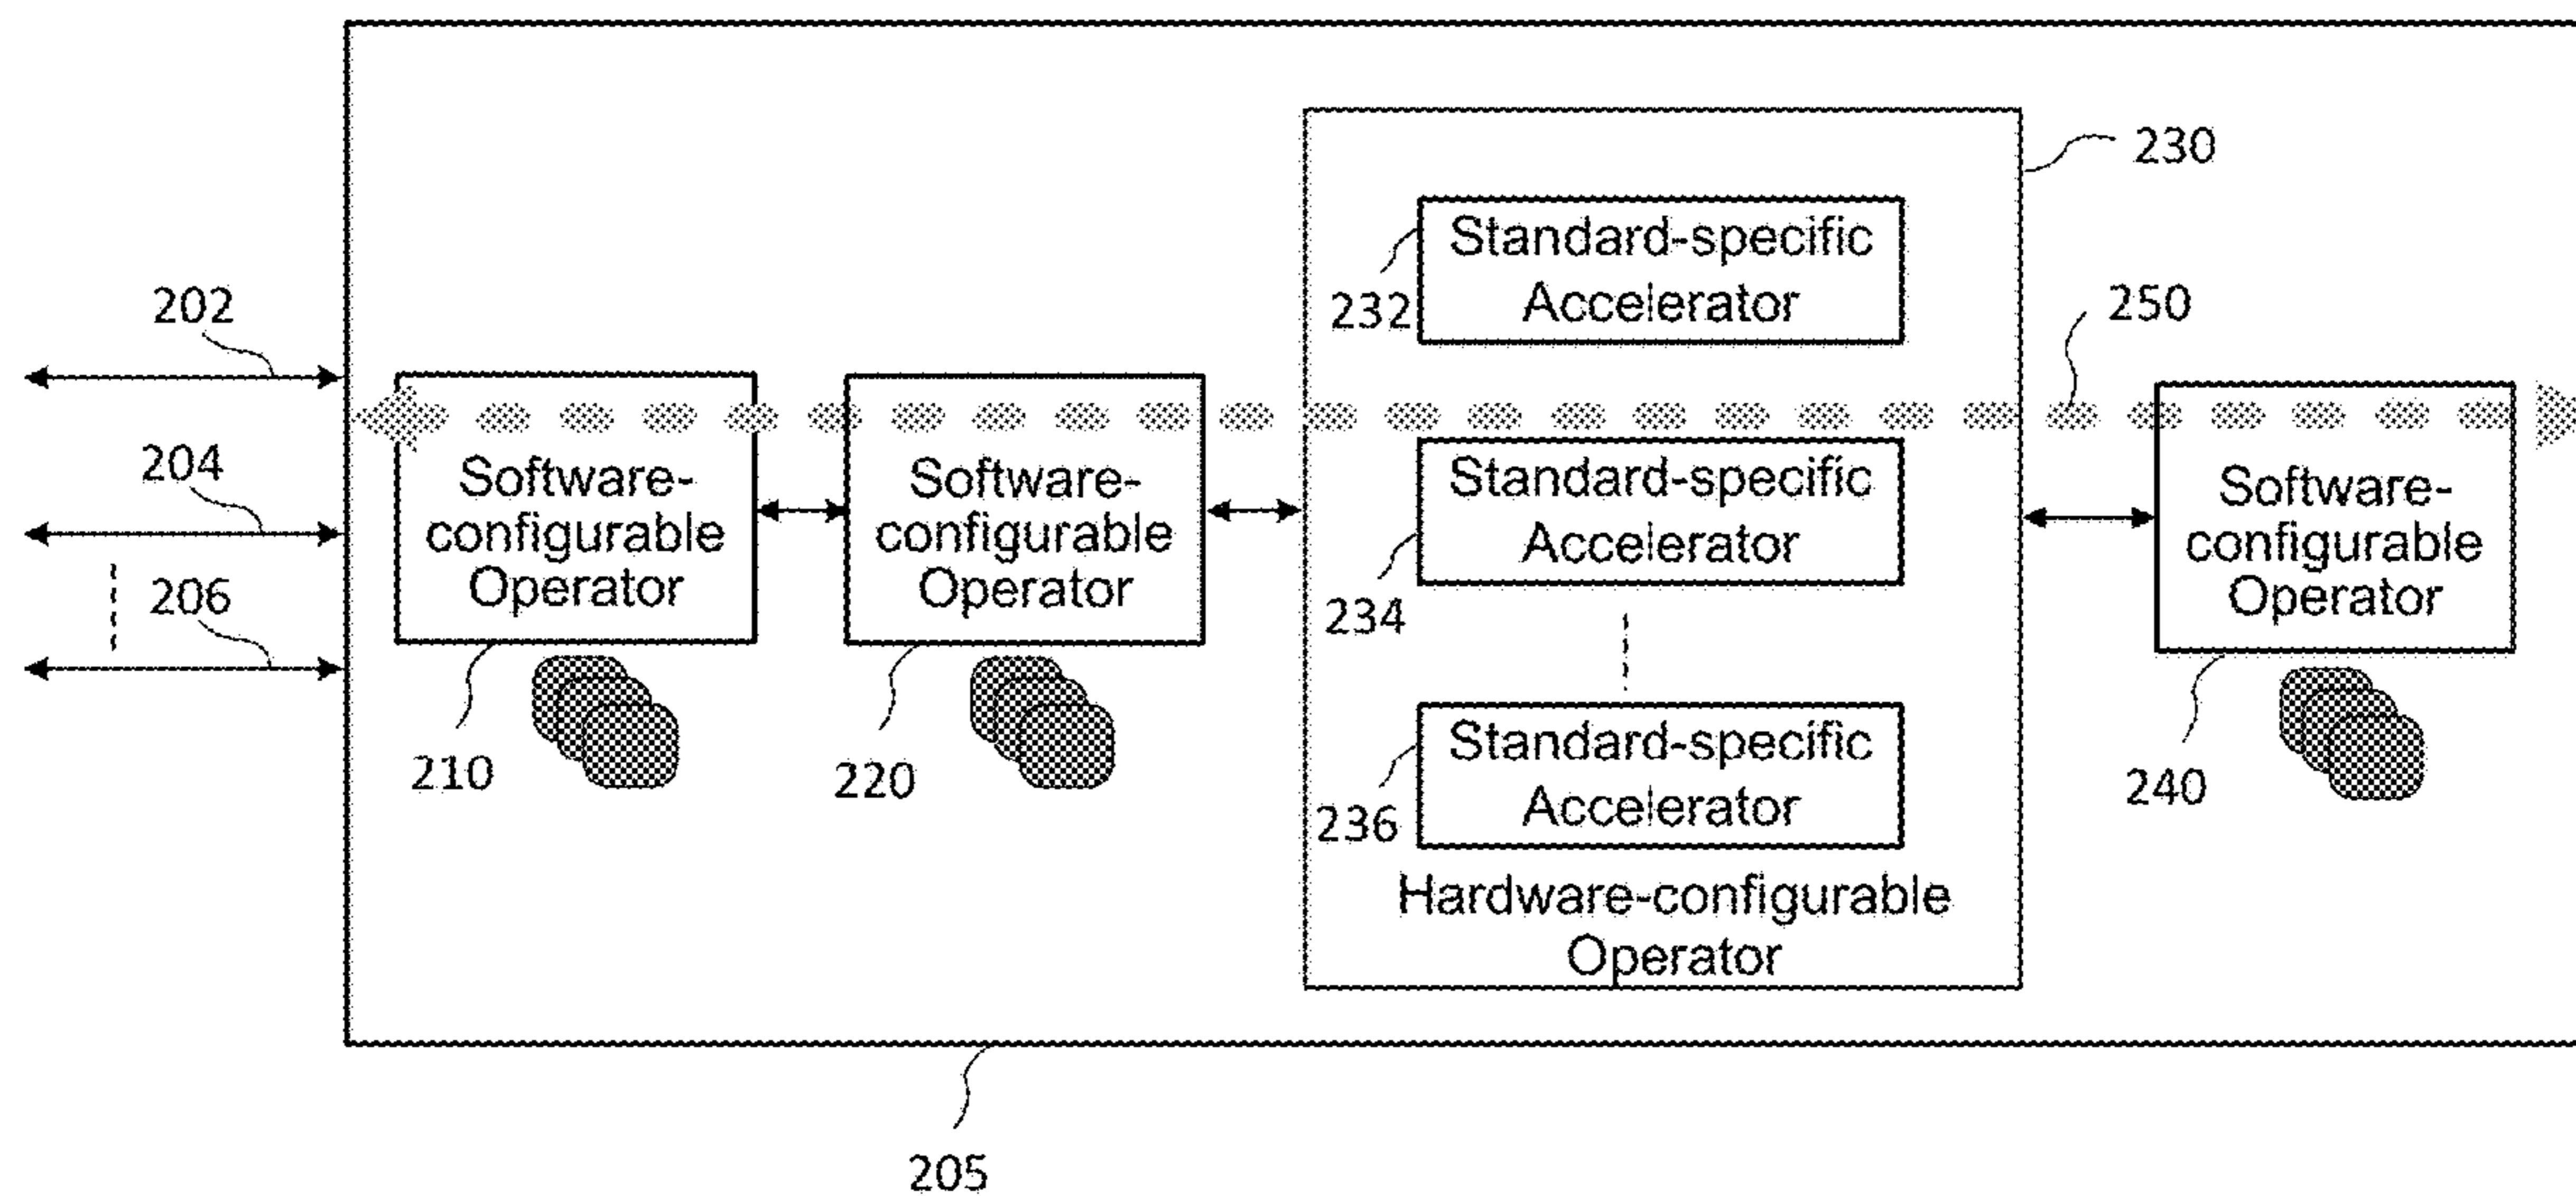 230
Standard-specific
Accelerator
232
202
250
204
206
Software-
configurable
Operator
210
Software-
configurable
Operator
220
Standard-specific
Accelerator
234
Standard-specific
Accelerator
236
Hardware-configurable
Operator
Software-
configurable
Operator
240
205